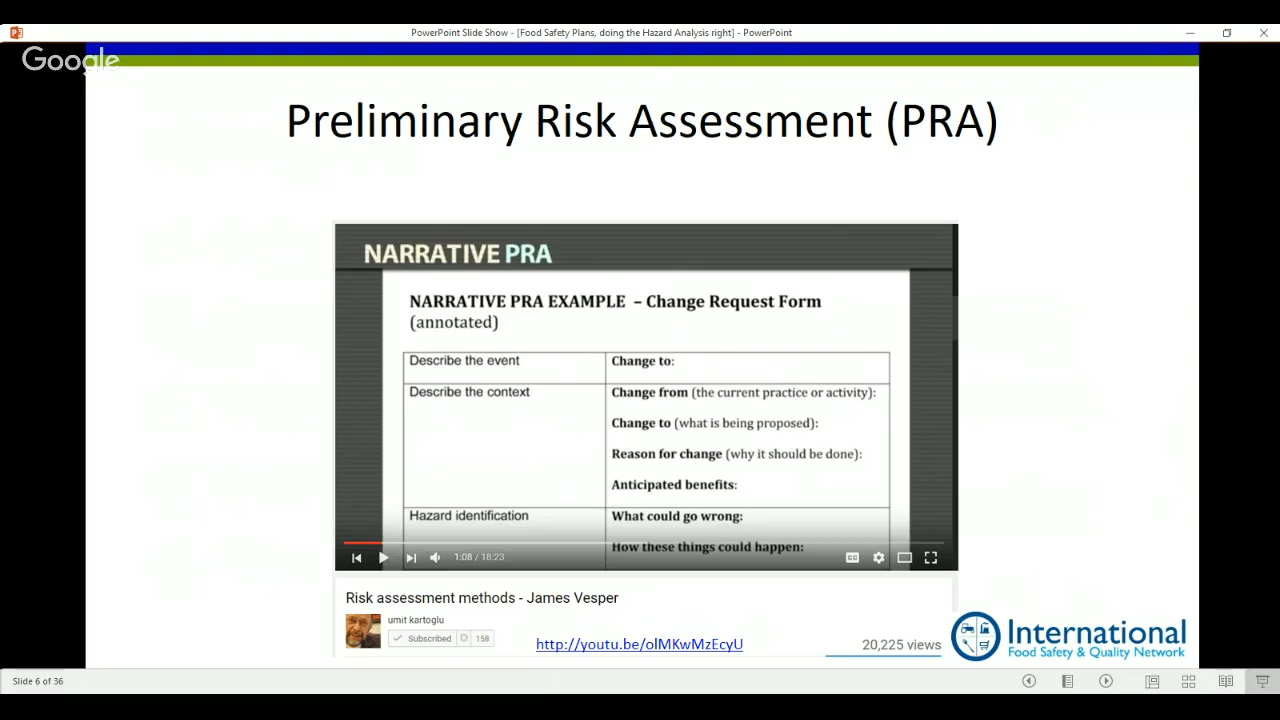 PowerPoint Slide Show - [Food Safety Plans, doing the Hazard Analysis right] - PowerPoint
Google
Preliminary Risk Assessment (PRA)
NARRATIVE PRA
NARRATIVE PRA EXAMPLE – Change Request Form
(annotated)
Describe the event
Change to:
Describe the context
Change from (the current practice or activity):
Change to (what is being proposed):
Reason for change (why it should be done):
Anticipated benefits:
Hazard identification
What could go wrong:
How these things could happen:
1:08 / 18:23
CC
Risk assessment methods - James Vesper
umit kartoglu
Subscribed
158
http://youtu.be/olMKwMzEcyU
20,225 views
International
Food Safety & Quality Network
Slide 6 of 36